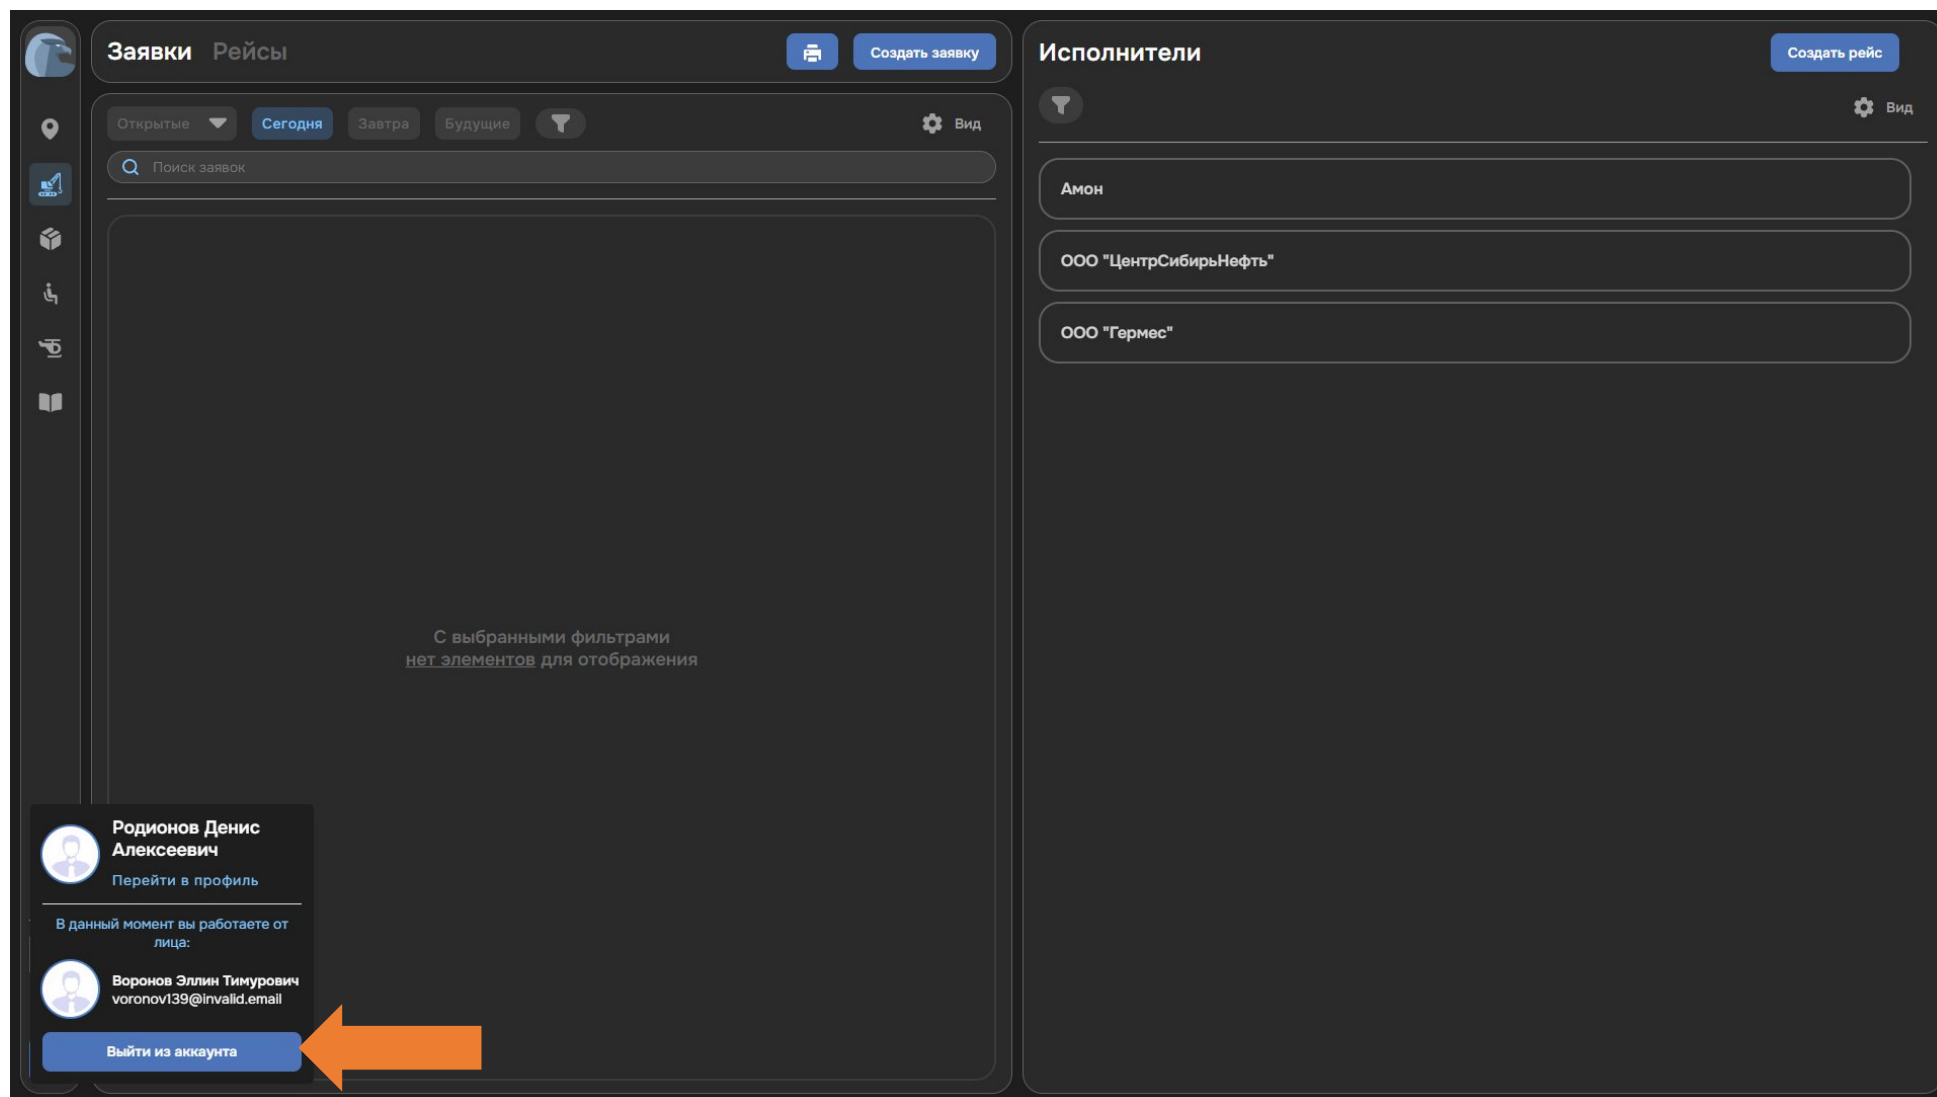 Заявки Рейсы
Создать заявку
Открытые Сегодня Завтра Будущие
Вид
Поиск заявок
С выбранными фильтрами
нет элементов для отображения
Исполнители
Создать рейс
Вид
Амон
ООО "ЦентрСибирьНефть"
ООО "Гермес"
Родионов Денис
Алексеевич
Перейти в профиль
В данный момент вы работаете от
лица:
Воронов Эллин Тимурович
voronov139@invalid.email
Выйти из аккаунта